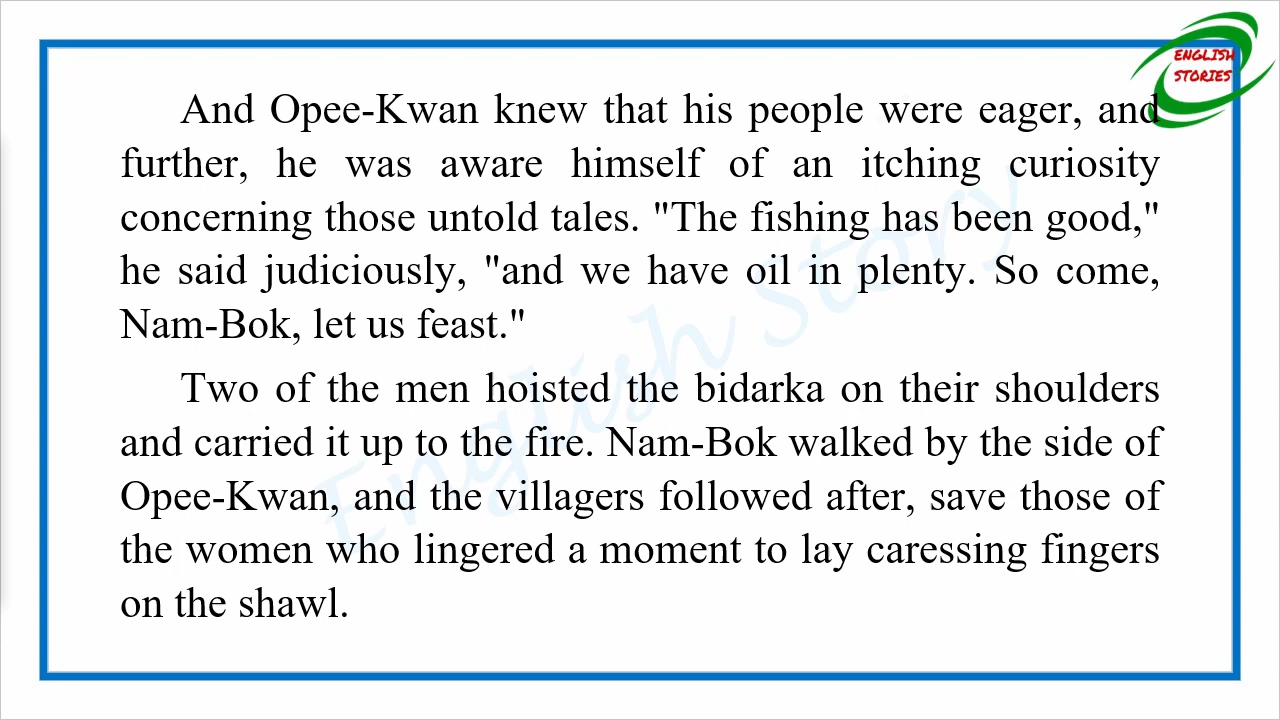 ENGLISH
STORIES
And Opee-Kwan knew that his people were eager, and
further, he was aware himself of an itching curiosity
concerning those untold tales. "The fishing has been good,"
he said judiciously, "and we have oil in plenty. So come,
Nam-Bok, let us feast."
Two of the men hoisted the bidarka on their shoulders
and carried it up to the fire. Nam-Bok walked by the side of
Opee-Kwan, and the villagers followed after, save those of
the women who lingered a moment to lay caressing fingers
on the shawl.
English Story